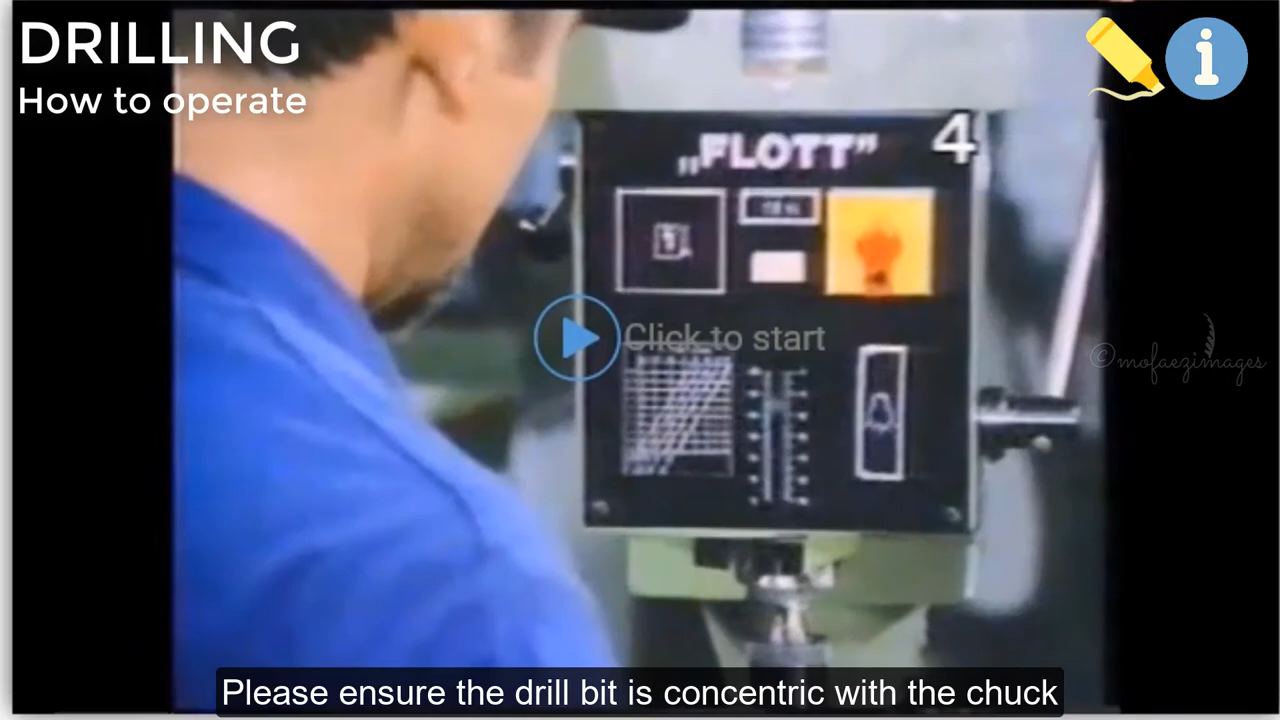 DRILLING
How to operate
„FLOTT”
4
Click to start
©mofaezimages
Please ensure the drill bit is concentric with the chuck